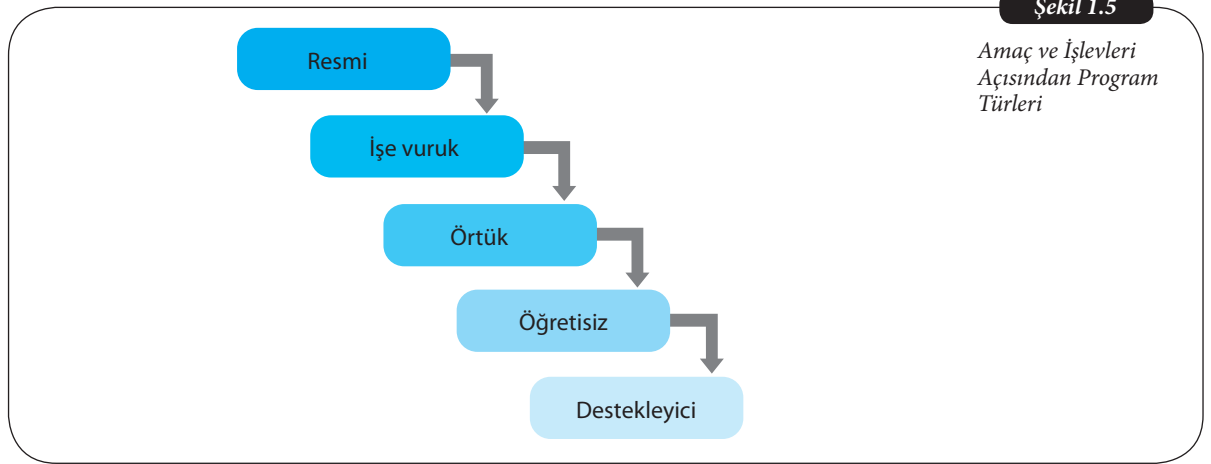 Şekil 1.5
Amaç ve İşlevleri
Açısından Program
Türleri
Resmi
İşe vuruk
Örtük
Öğretisiz
Destekleyici